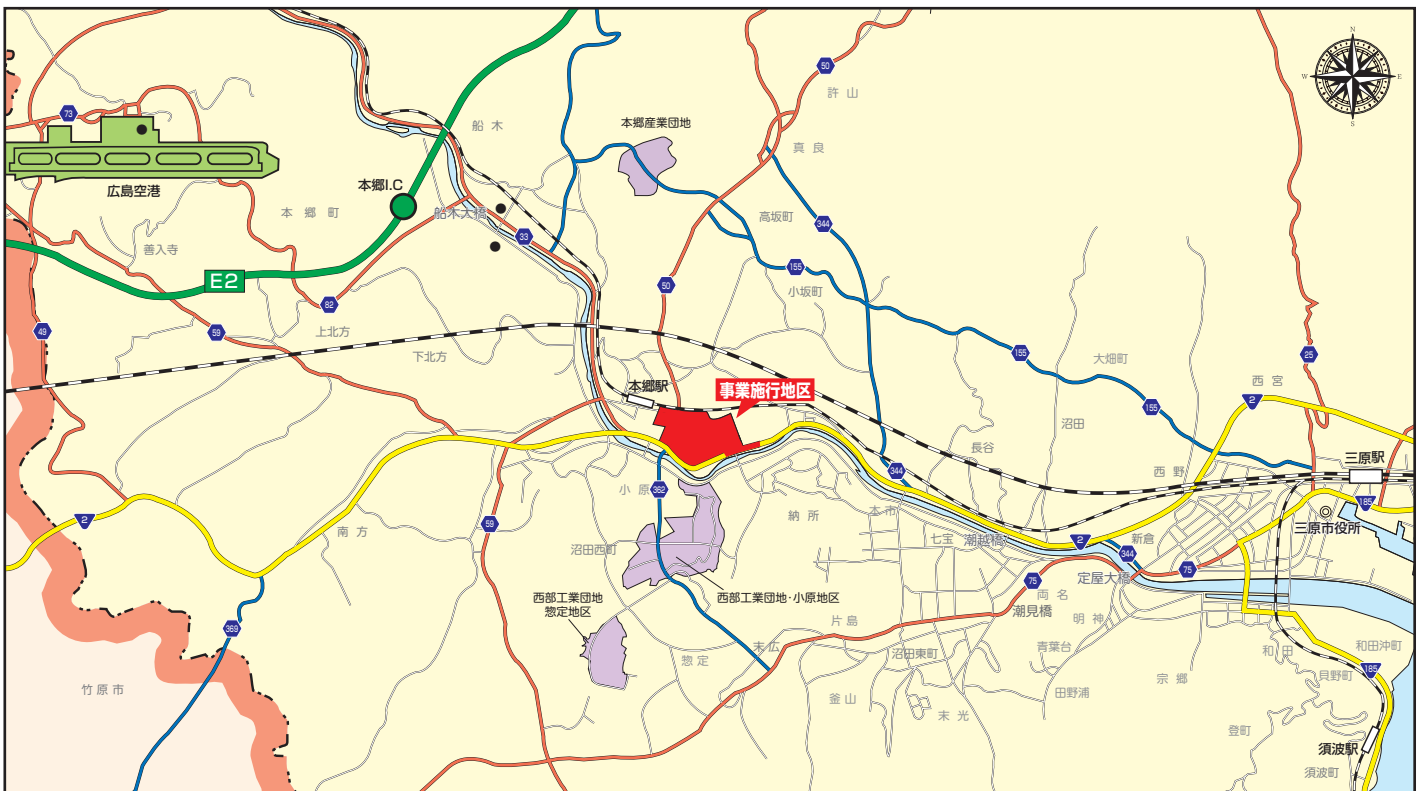 N
W
E
S
50
許山
73
船木
本郷産業団地
真良
広島空港
本郷I.C
本郷町
船木大橋
高坂町
344
33
善入寺
155
E2
50
小坂町
82
49
59
上北方
下北方
155
25
大畑町
本郷駅
事業施行地区
西宮
2
155
沼田
長谷
三原駅
西野
344
小原
362
185
2
59
納所
本市
三原市役所
南方
七宝
潮越橋
2
新倉
沼田西町
344
75
定屋大橋
75
西部工業団地
惣定地区
西部工業団地・小原地区
両名
潮見橋
明神
片島
369
末広
青葉台
和田
和田沖町
沼田東町
惣定
185
貝野町
竹原市
宗郷
田野浦
釜山
末光
登町
須波駅
須波町